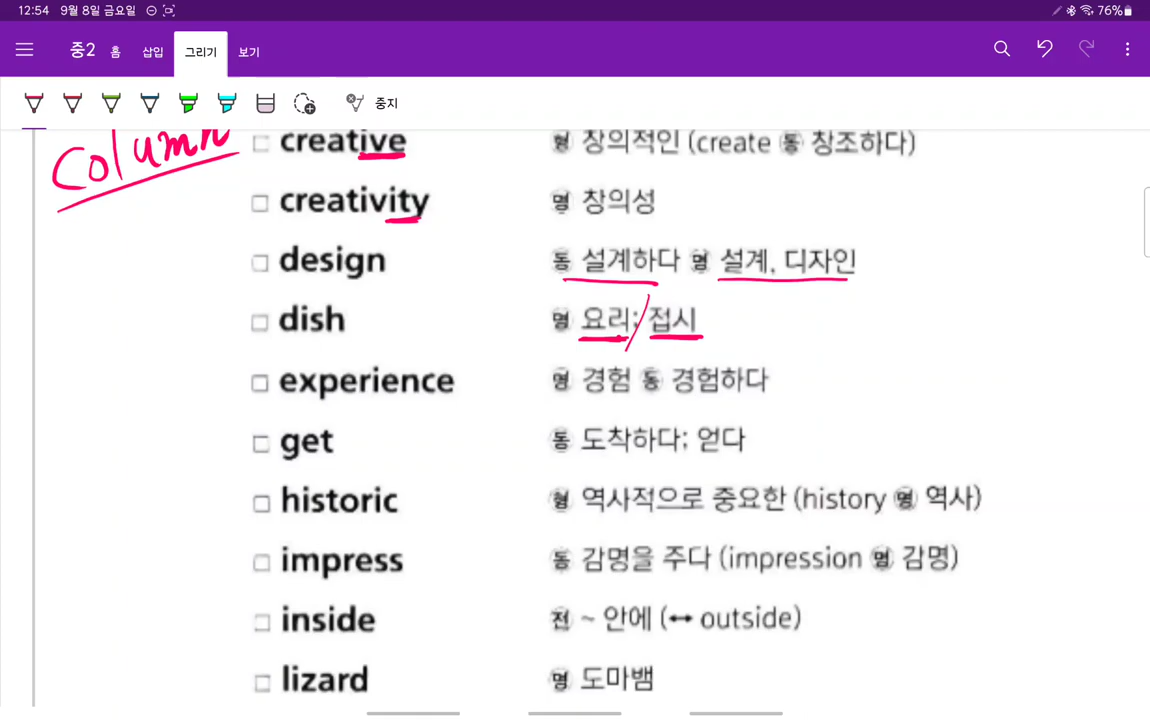 12:54 9월 8일 금요일 76%
중2 홈 삽입 그리기 보기
중지
column
creative 형 창의적인 (create 동 창조하다)
creativity 명 창의성
design 동 설계하다 명 설계, 디자인
dish 명 요리; 접시
experience 명 경험 동 경험하다
get 동 도착하다; 얻다
historic 형 역사적으로 중요한 (history 명 역사)
impress 동 감명을 주다 (impression 명 감명)
inside 전 ~ 안에 (↔ outside)
lizard 명 도마뱀